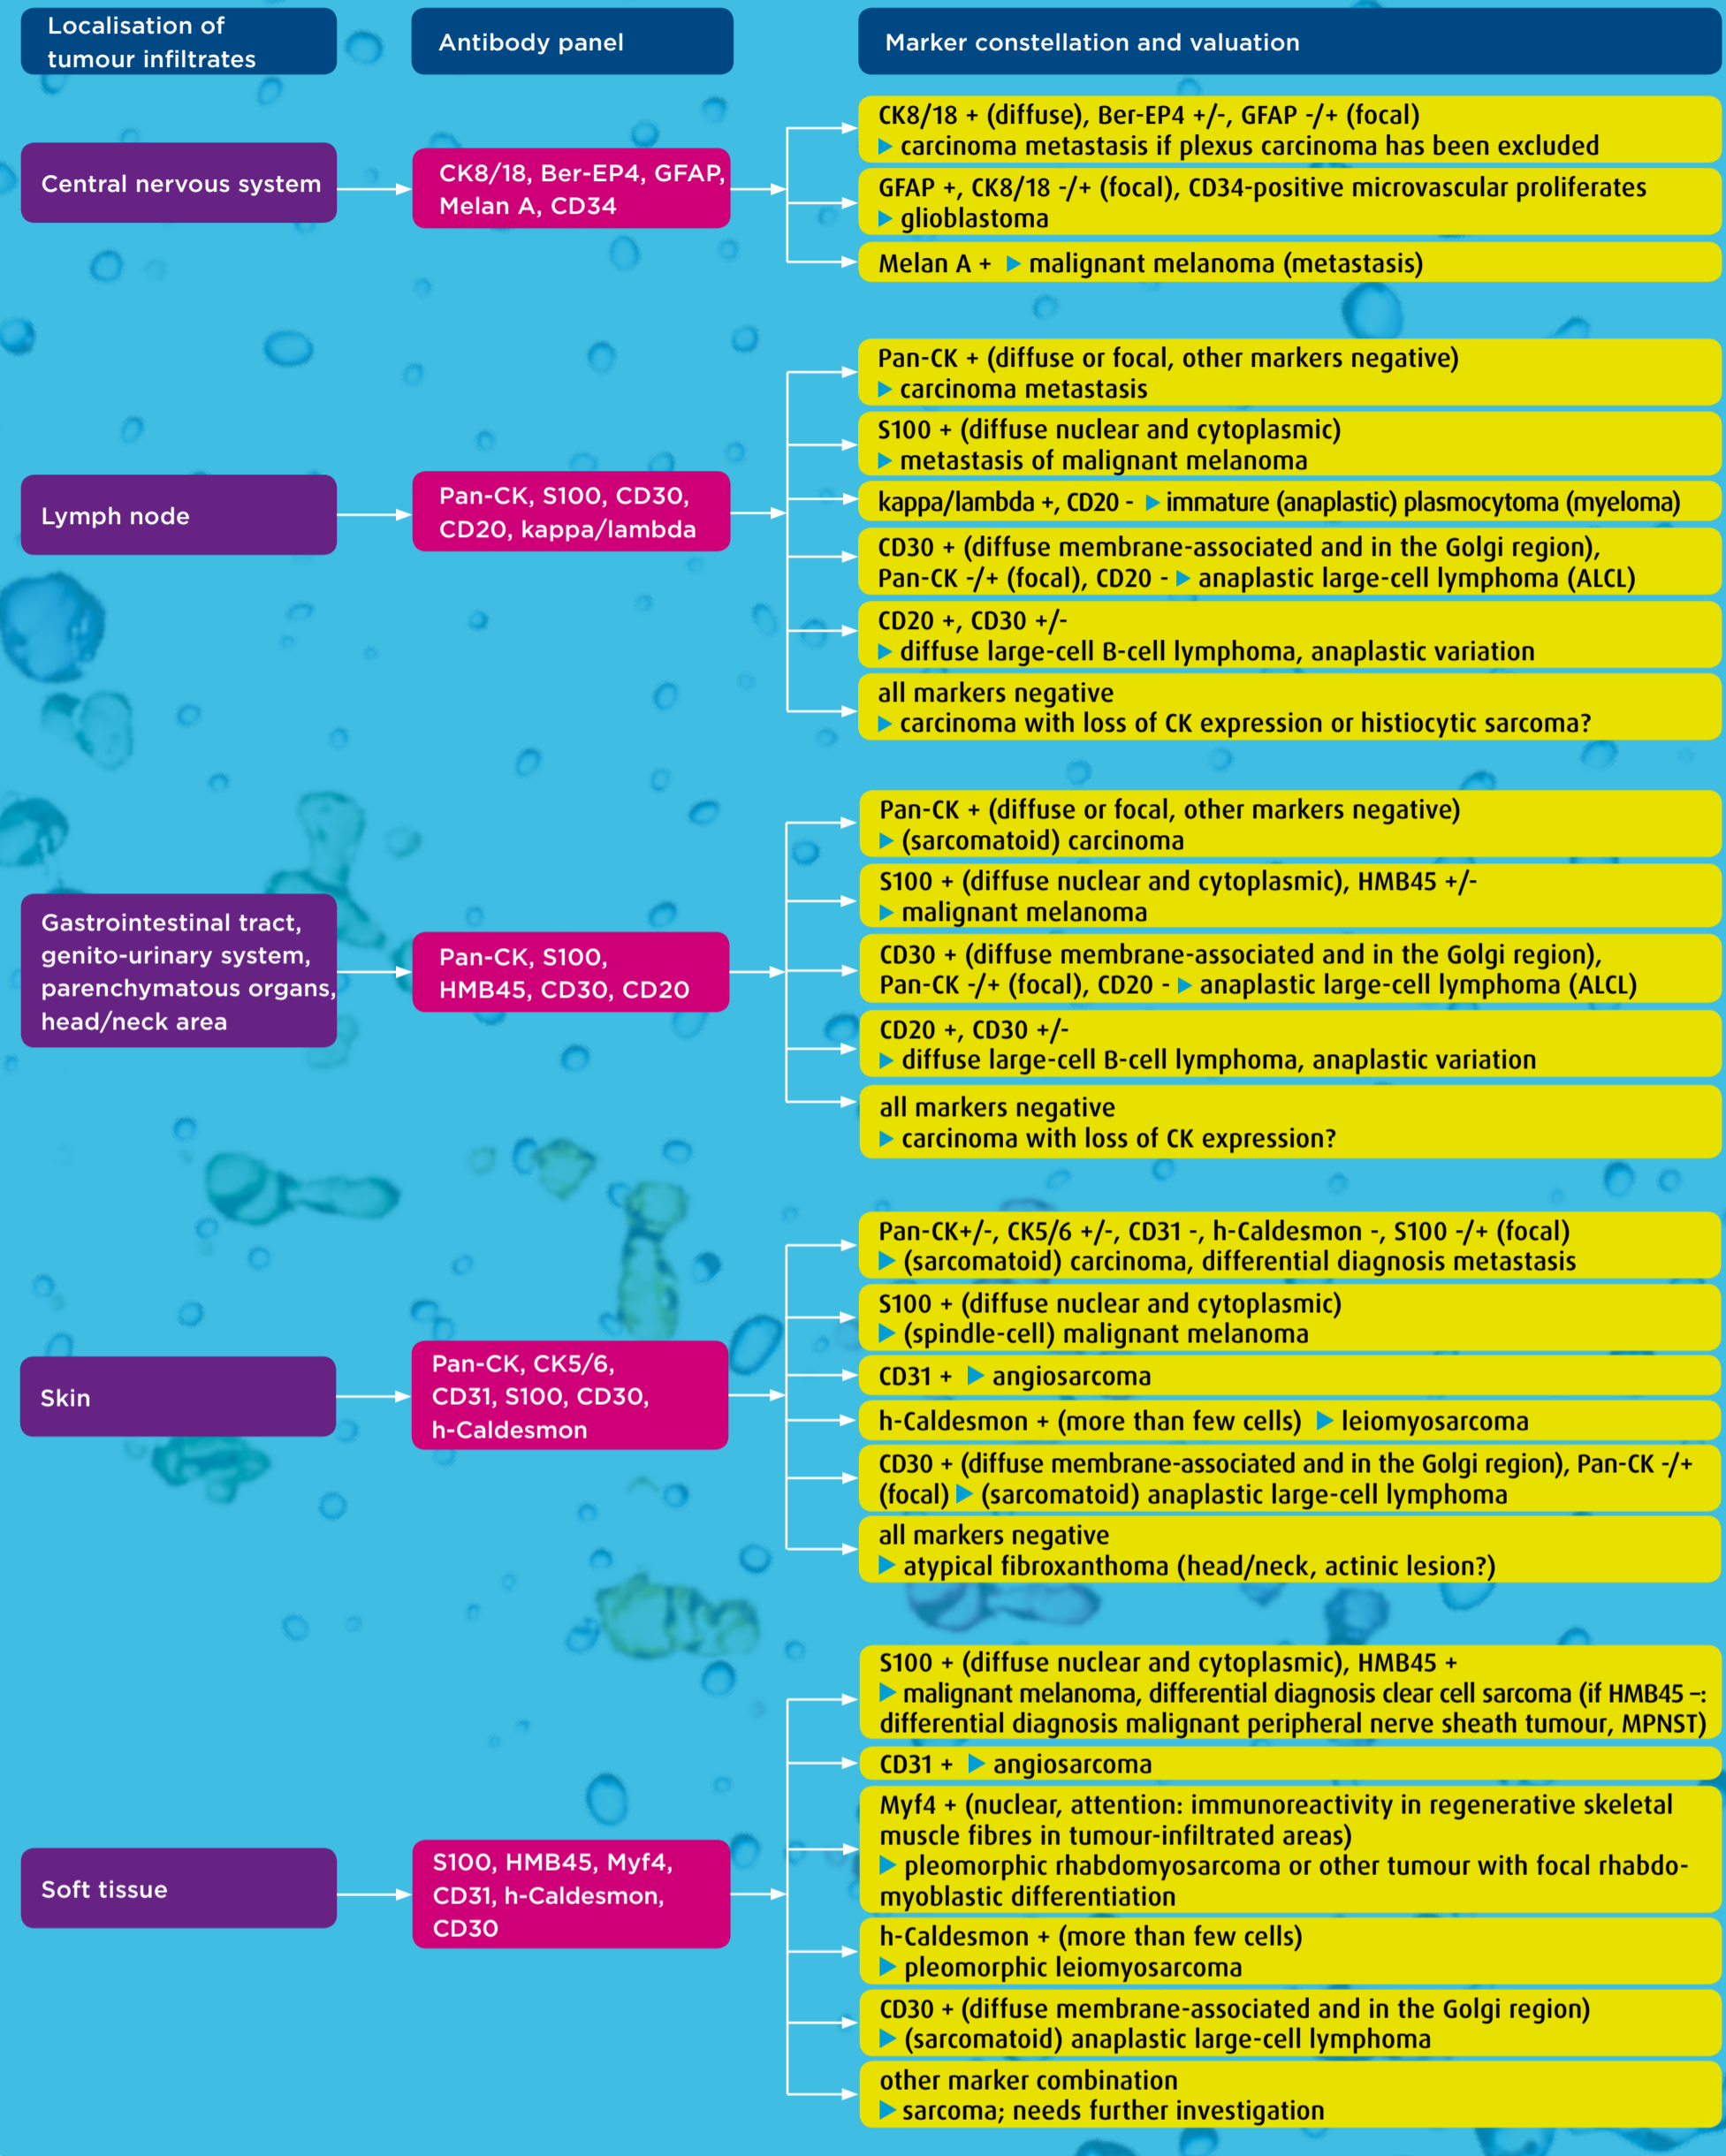 Localisation of
tumour infiltrates
Antibody panel
Marker constellation and valuation
Central nervous system
CK8/18, Ber-EP4, GFAP,
Melan A, CD34
CK8/18 + (diffuse), Ber-EP4 +/-, GFAP -/+ (focal)
▶ carcinoma metastasis if plexus carcinoma has been excluded
GFAP +, CK8/18 -/+ (focal), CD34-positive microvascular proliferates
▶ glioblastoma
Melan A + ▶ malignant melanoma (metastasis)
Lymph node
Pan-CK, S100, CD30,
CD20, kappa/lambda
Pan-CK + (diffuse or focal, other markers negative)
▶ carcinoma metastasis
S100 + (diffuse nuclear and cytoplasmic)
▶ metastasis of malignant melanoma
kappa/lambda +, CD20 - ▶ immature (anaplastic) plasmocytoma (myeloma)
CD30 + (diffuse membrane-associated and in the Golgi region),
Pan-CK -/+ (focal), CD20 - ▶ anaplastic large-cell lymphoma (ALCL)
CD20 +, CD30 +/-
▶ diffuse large-cell B-cell lymphoma, anaplastic variation
all markers negative
▶ carcinoma with loss of CK expression or histiocytic sarcoma?
Gastrointestinal tract,
genito-urinary system,
parenchymatous organs,
head/neck area
Pan-CK, S100,
HMB45, CD30, CD20
Pan-CK + (diffuse or focal, other markers negative)
▶ (sarcomatoid) carcinoma
S100 + (diffuse nuclear and cytoplasmic), HMB45 +/-
▶ malignant melanoma
CD30 + (diffuse membrane-associated and in the Golgi region),
Pan-CK -/+ (focal), CD20 - ▶ anaplastic large-cell lymphoma (ALCL)
CD20 +, CD30 +/-
▶ diffuse large-cell B-cell lymphoma, anaplastic variation
all markers negative
▶ carcinoma with loss of CK expression?
Skin
Pan-CK, CK5/6,
CD31, S100, CD30,
h-Caldesmon
Pan-CK+/-, CK5/6 +/-, CD31 -, h-Caldesmon -, S100 -/+ (focal)
▶ (sarcomatoid) carcinoma, differential diagnosis metastasis
S100 + (diffuse nuclear and cytoplasmic)
▶ (spindle-cell) malignant melanoma
CD31 + ▶ angiosarcoma
h-Caldesmon + (more than few cells) ▶ leiomyosarcoma
CD30 + (diffuse membrane-associated and in the Golgi region), Pan-CK -/+
(focal) ▶ (sarcomatoid) anaplastic large-cell lymphoma
all markers negative
▶ atypical fibroxanthoma (head/neck, actinic lesion?)
Soft tissue
S100, HMB45, Myf4,
CD31, h-Caldesmon,
CD30
S100 + (diffuse nuclear and cytoplasmic), HMB45 +
▶ malignant melanoma, differential diagnosis clear cell sarcoma (if HMB45 –:
differential diagnosis malignant peripheral nerve sheath tumour, MPNST)
CD31 + ▶ angiosarcoma
Myf4 + (nuclear, attention: immunoreactivity in regenerative skeletal
muscle fibres in tumour-infiltrated areas)
▶ pleomorphic rhabdomyosarcoma or other tumour with focal rhabdo-
myoblastic differentiation
h-Caldesmon + (more than few cells)
▶ pleomorphic leiomyosarcoma
CD30 + (diffuse membrane-associated and in the Golgi region)
▶ (sarcomatoid) anaplastic large-cell lymphoma
other marker combination
▶ sarcoma; needs further investigation